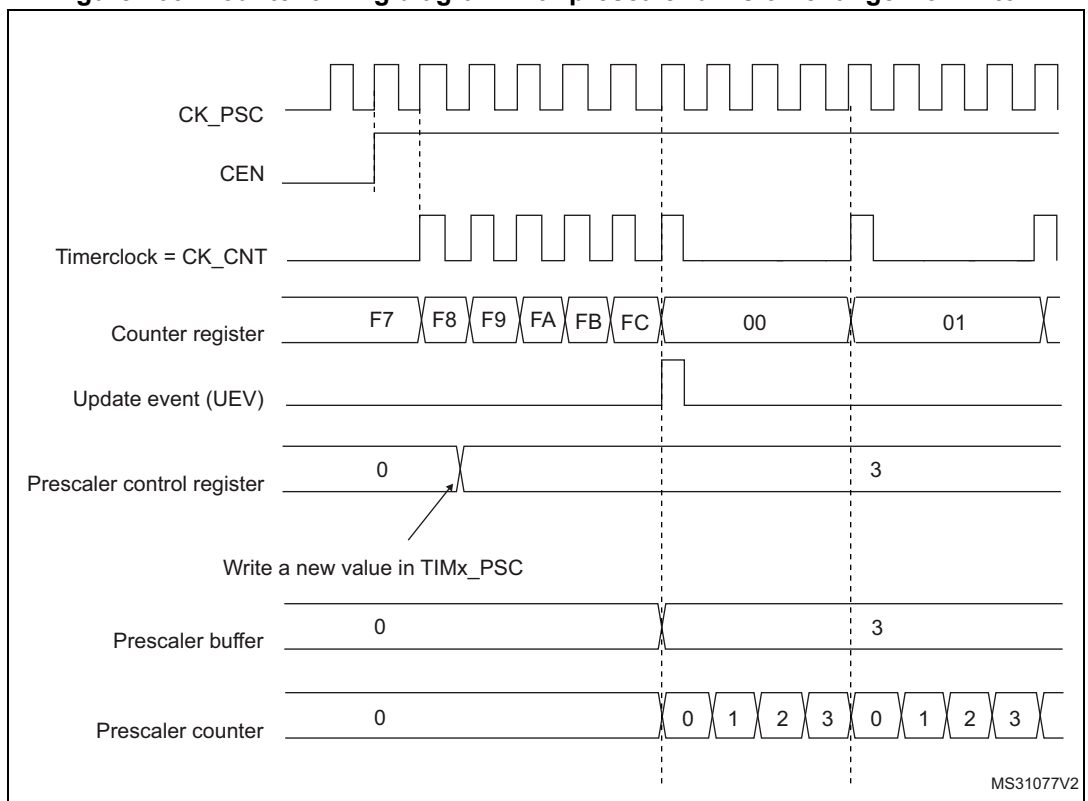 CK_PSC
CEN
Timerclock = CK_CNT
Counter register F7 F8 F9 FA FB FC 00 01
Update event (UEV)
Prescaler control register 0 3
Write a new value in TIMx_PSC
Prescaler buffer 0 3
Prescaler counter 0 0 1 2 3 0 1 2 3
MS31077V2